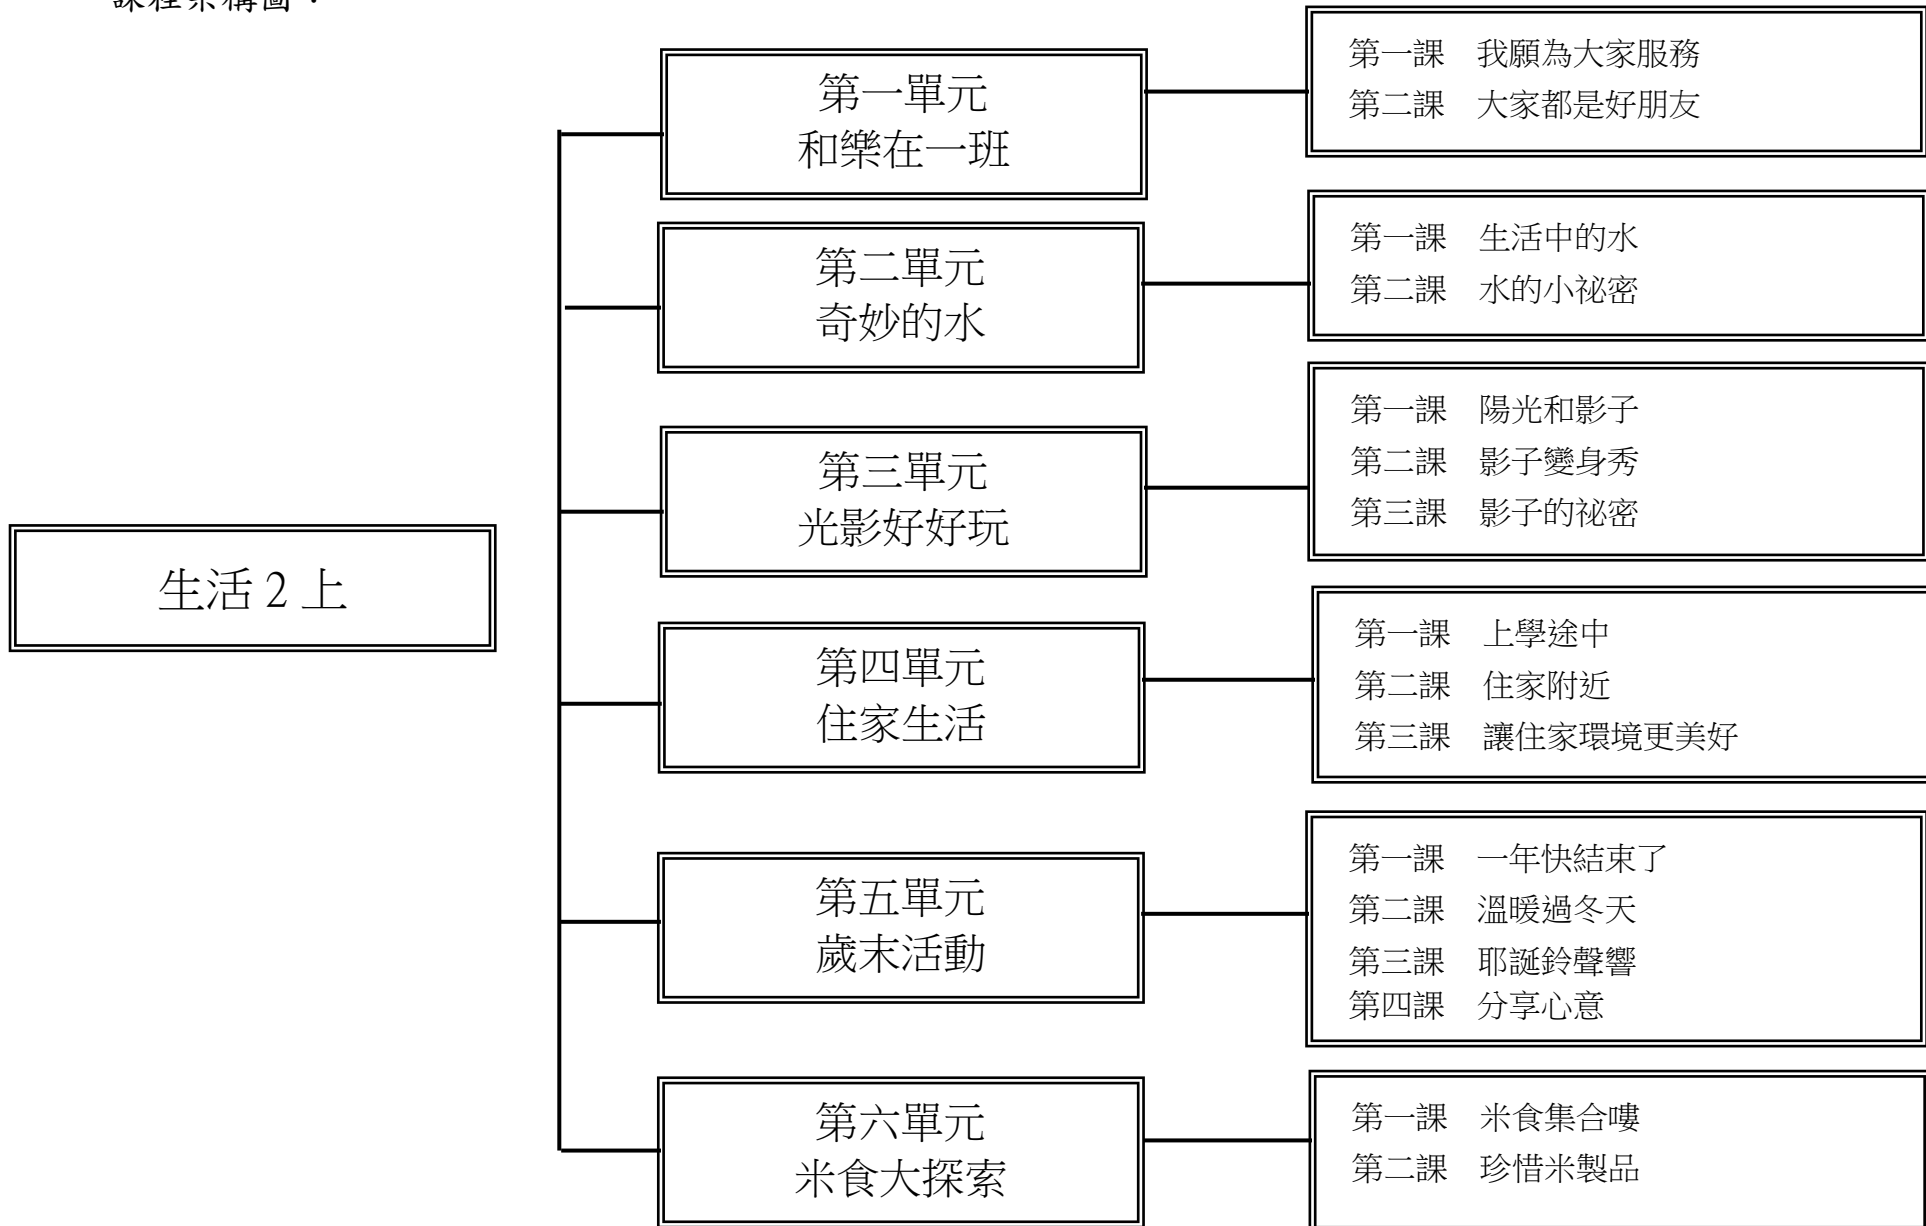 課程架構圖：
生活 2 上
第一單元
和樂在一班
第一課　我願為大家服務
第二課　大家都是好朋友
第二單元
奇妙的水
第一課　生活中的水
第二課　水的小祕密
第三單元
光影好好玩
第一課　陽光和影子
第二課　影子變身秀
第三課　影子的祕密
第四單元
住家生活
第一課　上學途中
第二課　住家附近
第三課　讓住家環境更美好
第五單元
歲末活動
第一課　一年快結束了
第二課　溫暖過冬天
第三課　耶誕鈴聲響
第四課　分享心意
第六單元
米食大探索
第一課　米食集合嘍
第二課　珍惜米製品